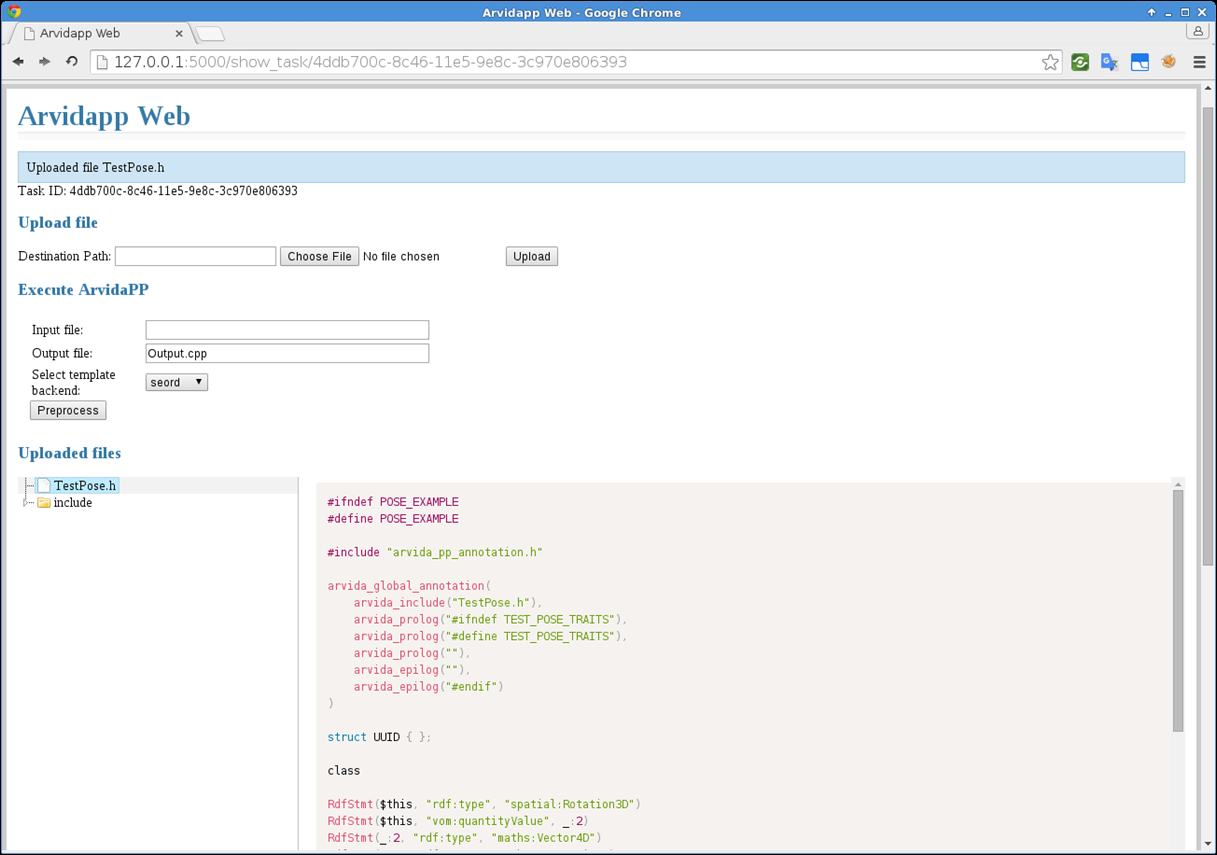 Arvidapp Web - Google Chrome
Arvidapp Web
127.0.0.1:5000/show_task/4ddb700c-8c46-11e5-9e8c-3c970e806393
Arvidapp Web
Uploaded file TestPose.h
Task ID: 4ddb700c-8c46-11e5-9e8c-3c970e806393
Upload file
Destination Path: Choose File No file chosen Upload
Execute ArvidaPP
Input file:
Output file: Output.cpp
Select template
backend: seord
Preprocess
Uploaded files
TestPose.h
include
#ifndef POSE_EXAMPLE
#define POSE_EXAMPLE
#include "arvida_pp_annotation.h"
arvida_global_annotation(
    arvida_include("TestPose.h"),
    arvida_prolog("#ifndef TEST_POSE_TRAITS"),
    arvida_prolog("#define TEST_POSE_TRAITS"),
    arvida_prolog(""),
    arvida_epilog(""),
    arvida_epilog("#endif")
)
struct UUID { };
class
RdfStmt($this, "rdf:type", "spatial:Rotation3D")
RdfStmt($this, "vom:quantityValue", _:2)
RdfStmt(_:2, "rdf:type", "maths:Vector4D")